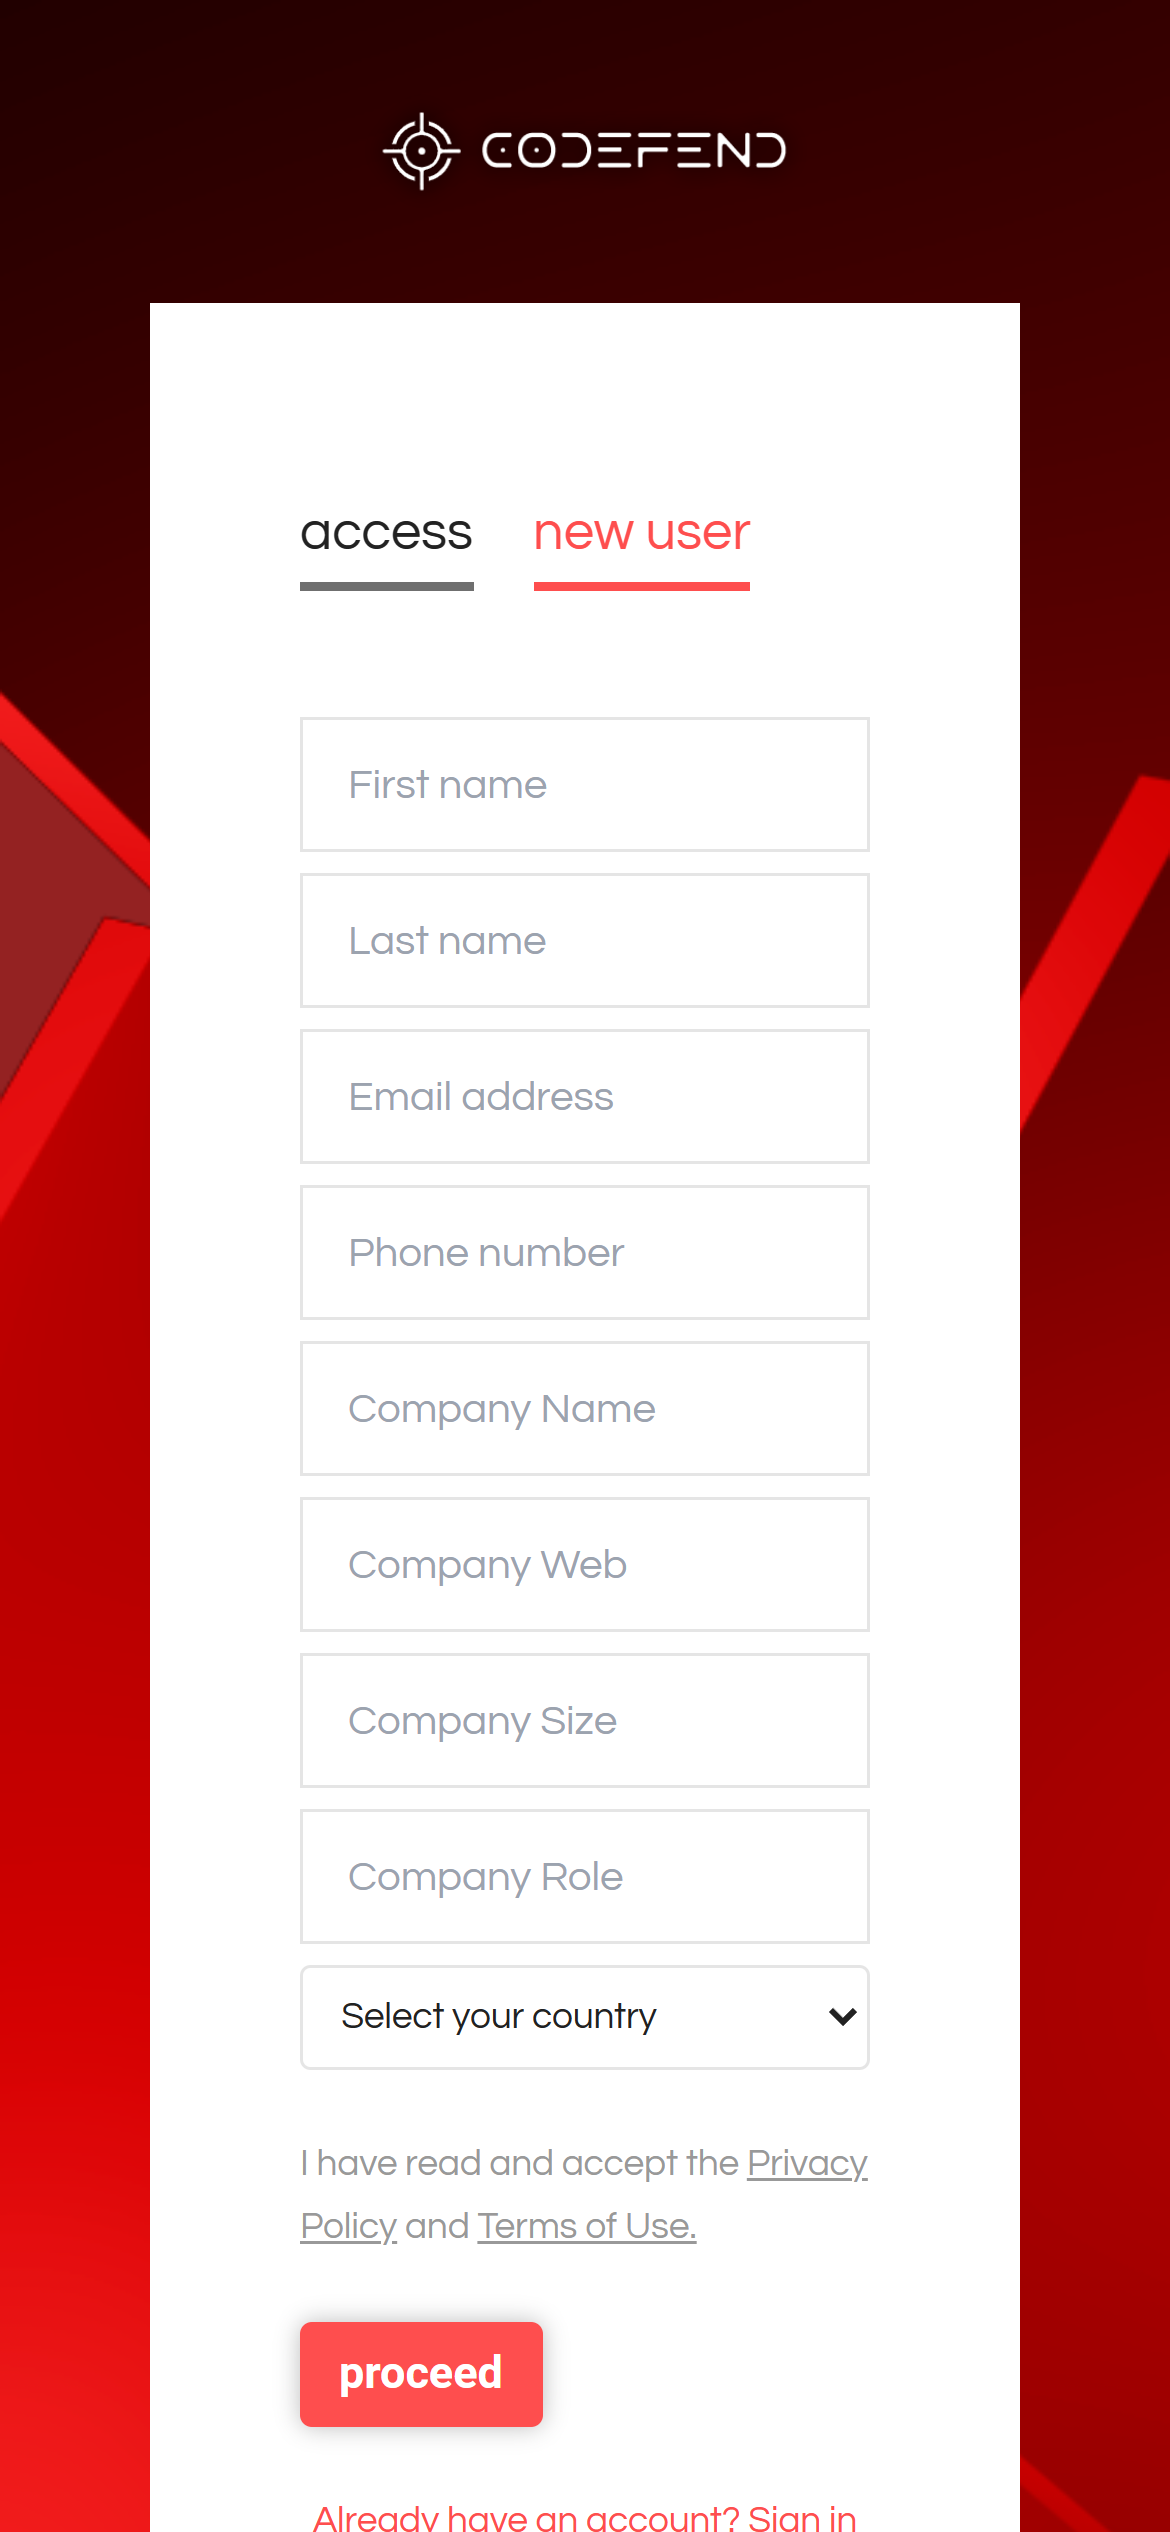 CODEFEND
access new user
First name
Last name
Email address
Phone number
Company Name
Company Web
Company Size
Company Role
Select your country
I have read and accept the Privacy
Policy and Terms of Use.
proceed
Already have an account? Sign in